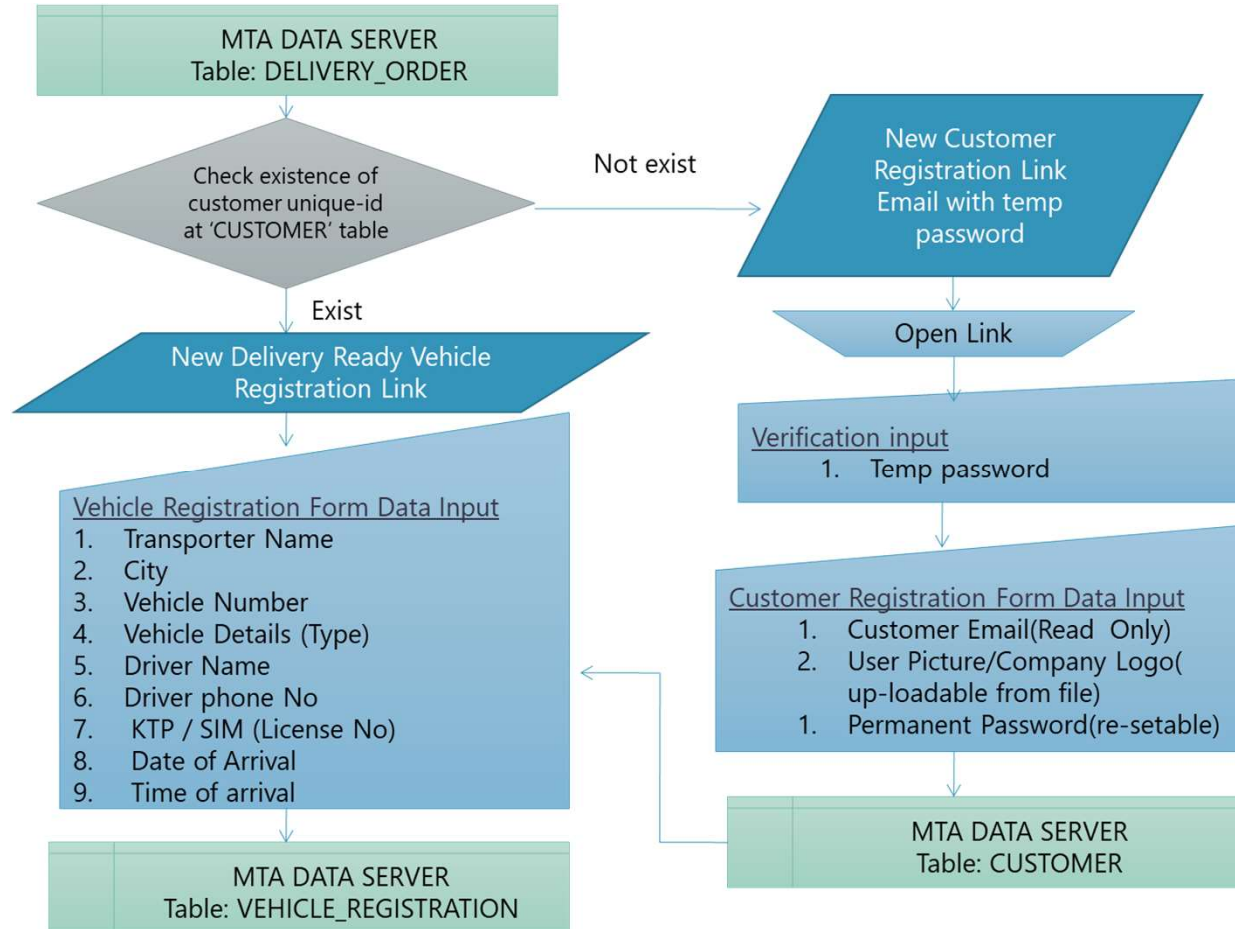 MTA DATA SERVER
Table: DELIVERY_ORDER
Check existence of
customer unique-id
at ‘CUSTOMER’ table
Not exist
New Customer
Registration Link
Email with temp
password
Exist
Open Link
New Delivery Ready Vehicle
Registration Link
Verification input
1. Temp password
Vehicle Registration Form Data Input
1. Transporter Name
2. City
3. Vehicle Number
4. Vehicle Details (Type)
5. Driver Name
6. Driver phone No
7. KTP / SIM (License No)
8. Date of Arrival
9. Time of arrival
Customer Registration Form Data Input
1. Customer Email(Read Only)
2. User Picture/Company Logo(
up-loadable from file)
1. Permanent Password(re-setable)
MTA DATA SERVER
Table: CUSTOMER
MTA DATA SERVER
Table: VEHICLE_REGISTRATION